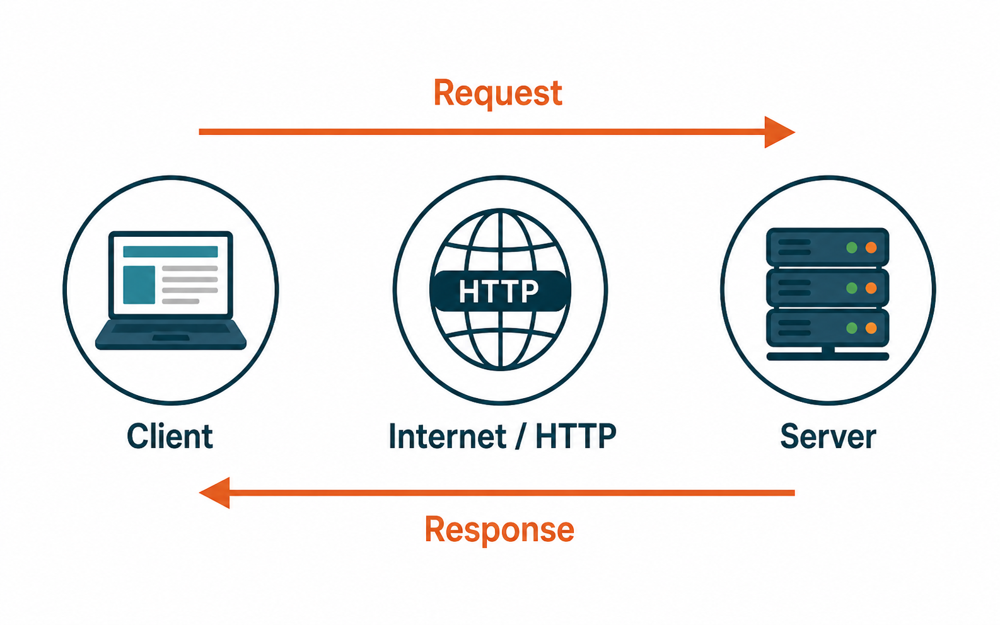 Request
HTTP
Client
Internet / HTTP
Server
Response